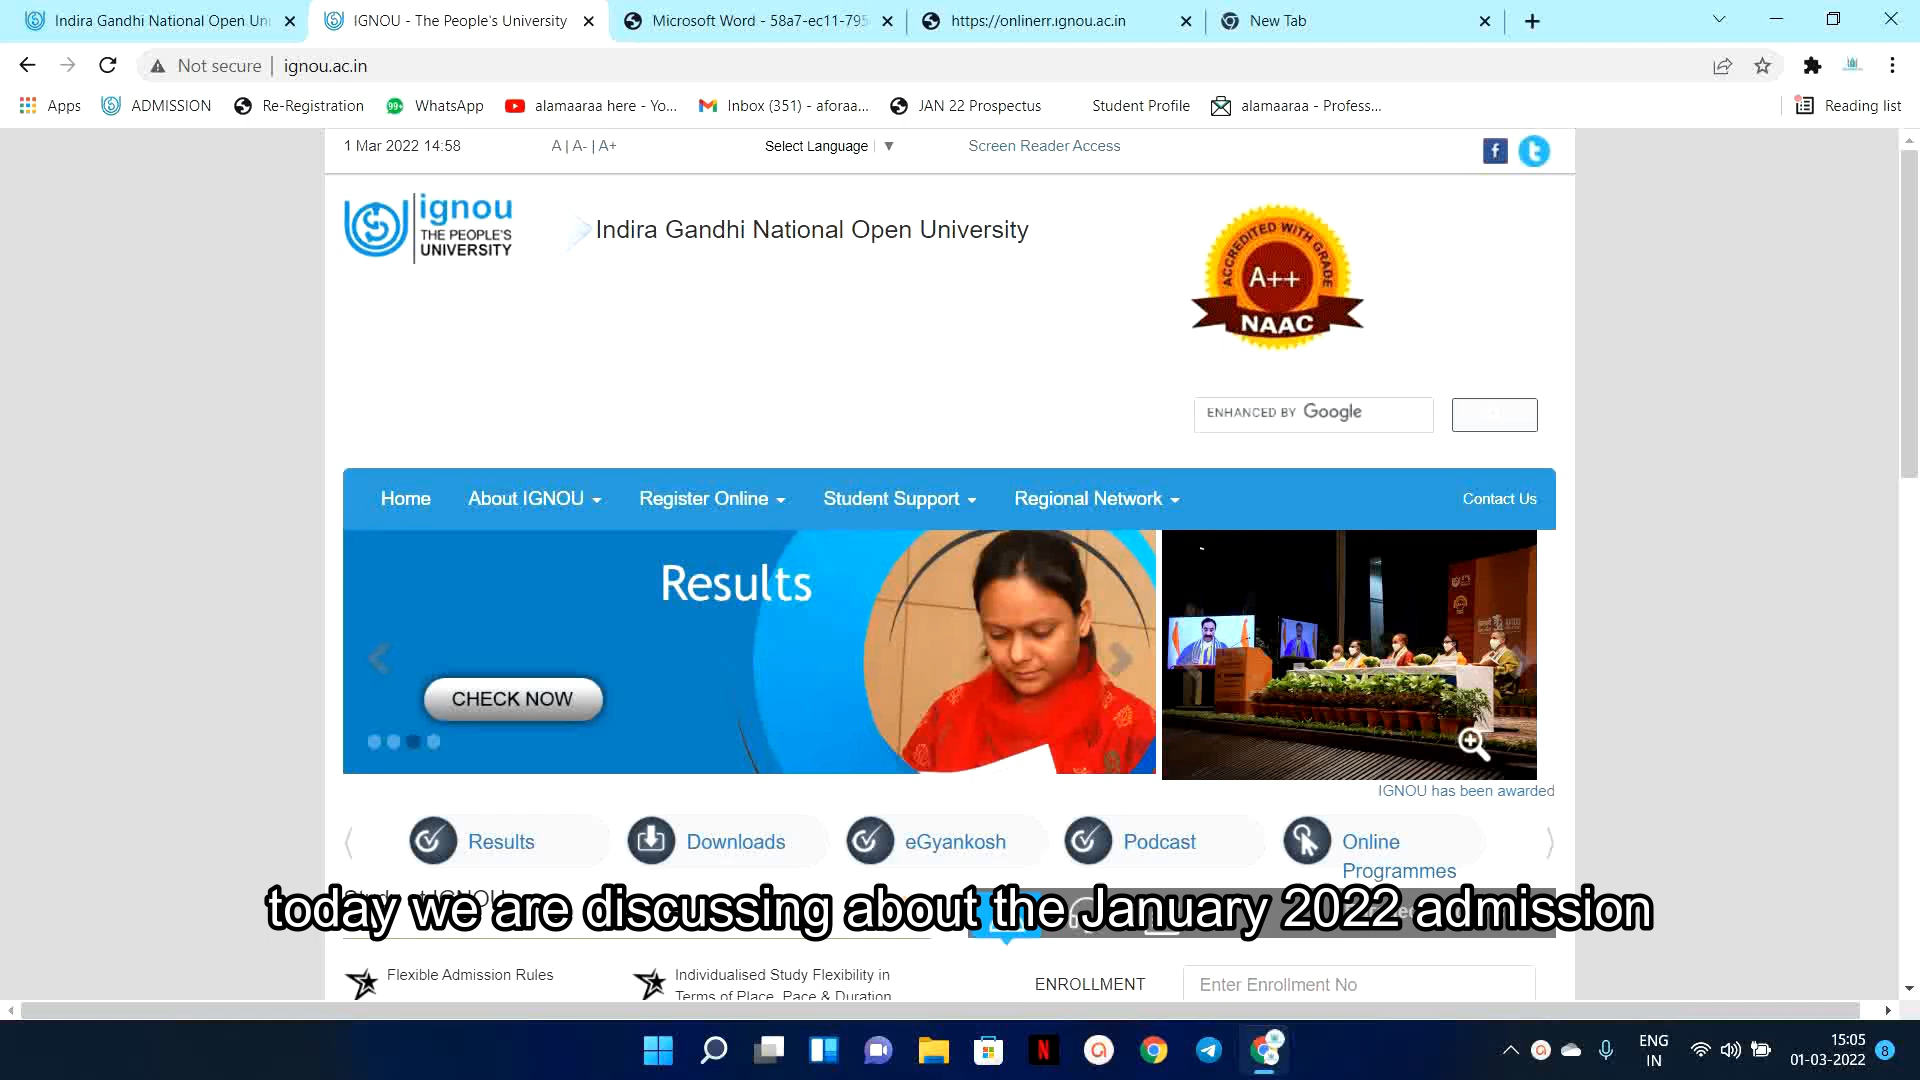 Indira Gandhi National Open Un
IGNOU - The People's University
Microsoft Word - 58a7-ec11-795
https://onlinerr.ignou.ac.in
New Tab
Not secure
ignou.ac.in
Apps
ADMISSION
Re-Registration
99+
WhatsApp
alamaaraa here - Yo...
Inbox (351) - aforaa...
JAN 22 Prospectus
Student Profile
alamaaraa - Profess...
Reading list
1 Mar 2022 14:58
A | A- | A+
Select Language
Screen Reader Access
ignou
THE PEOPLE'S
UNIVERSITY
Indira Gandhi National Open University
ACCREDITED WITH GRADE
A++
NAAC
ENHANCED BY Google
Home
About IGNOU
Register Online
Student Support
Regional Network
Contact Us
Results
CHECK NOW
IGNOU has been awarded
Results
Downloads
eGyankosh
Podcast
Online
Programmes
today we are discussing about the January 2022 admission
Flexible Admission Rules
Individualised Study Flexibility in
Terms of Place, Pace & Duration
ENROLLMENT
Enter Enrollment No
ENG
IN
15:05
01-03-2022
8